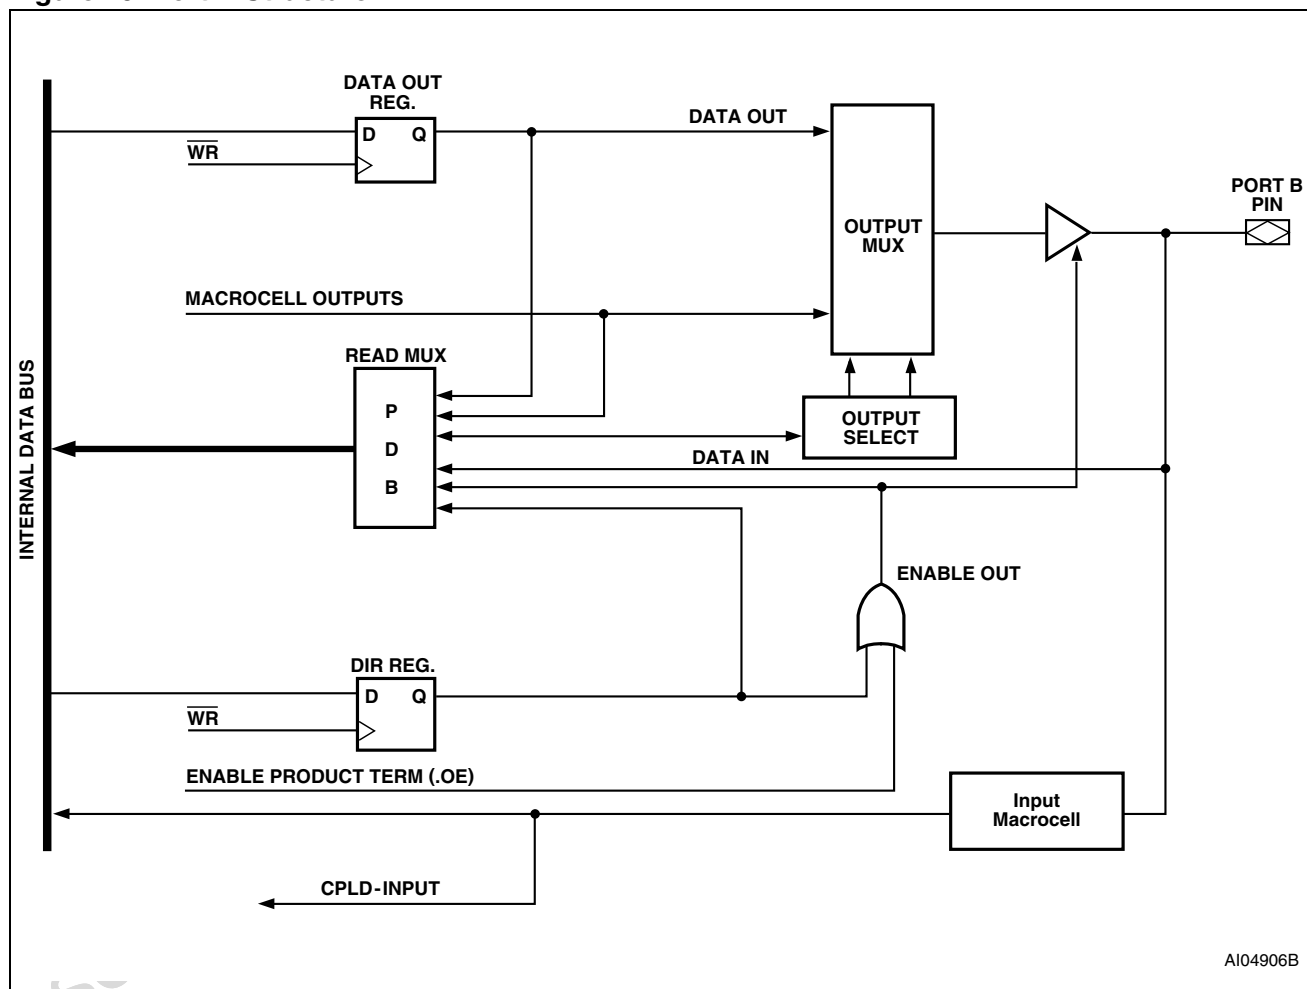 DATA OUT
REG.
D Q
WR
DATA OUT
OUTPUT
MUX
PORT B
PIN
MACROCELL OUTPUTS
READ MUX
P
D
B
OUTPUT
SELECT
DATA IN
INTERNAL DATA BUS
ENABLE OUT
DIR REG.
D Q
WR
ENABLE PRODUCT TERM (.OE)
Input
Macrocell
CPLD-INPUT
AI04906B